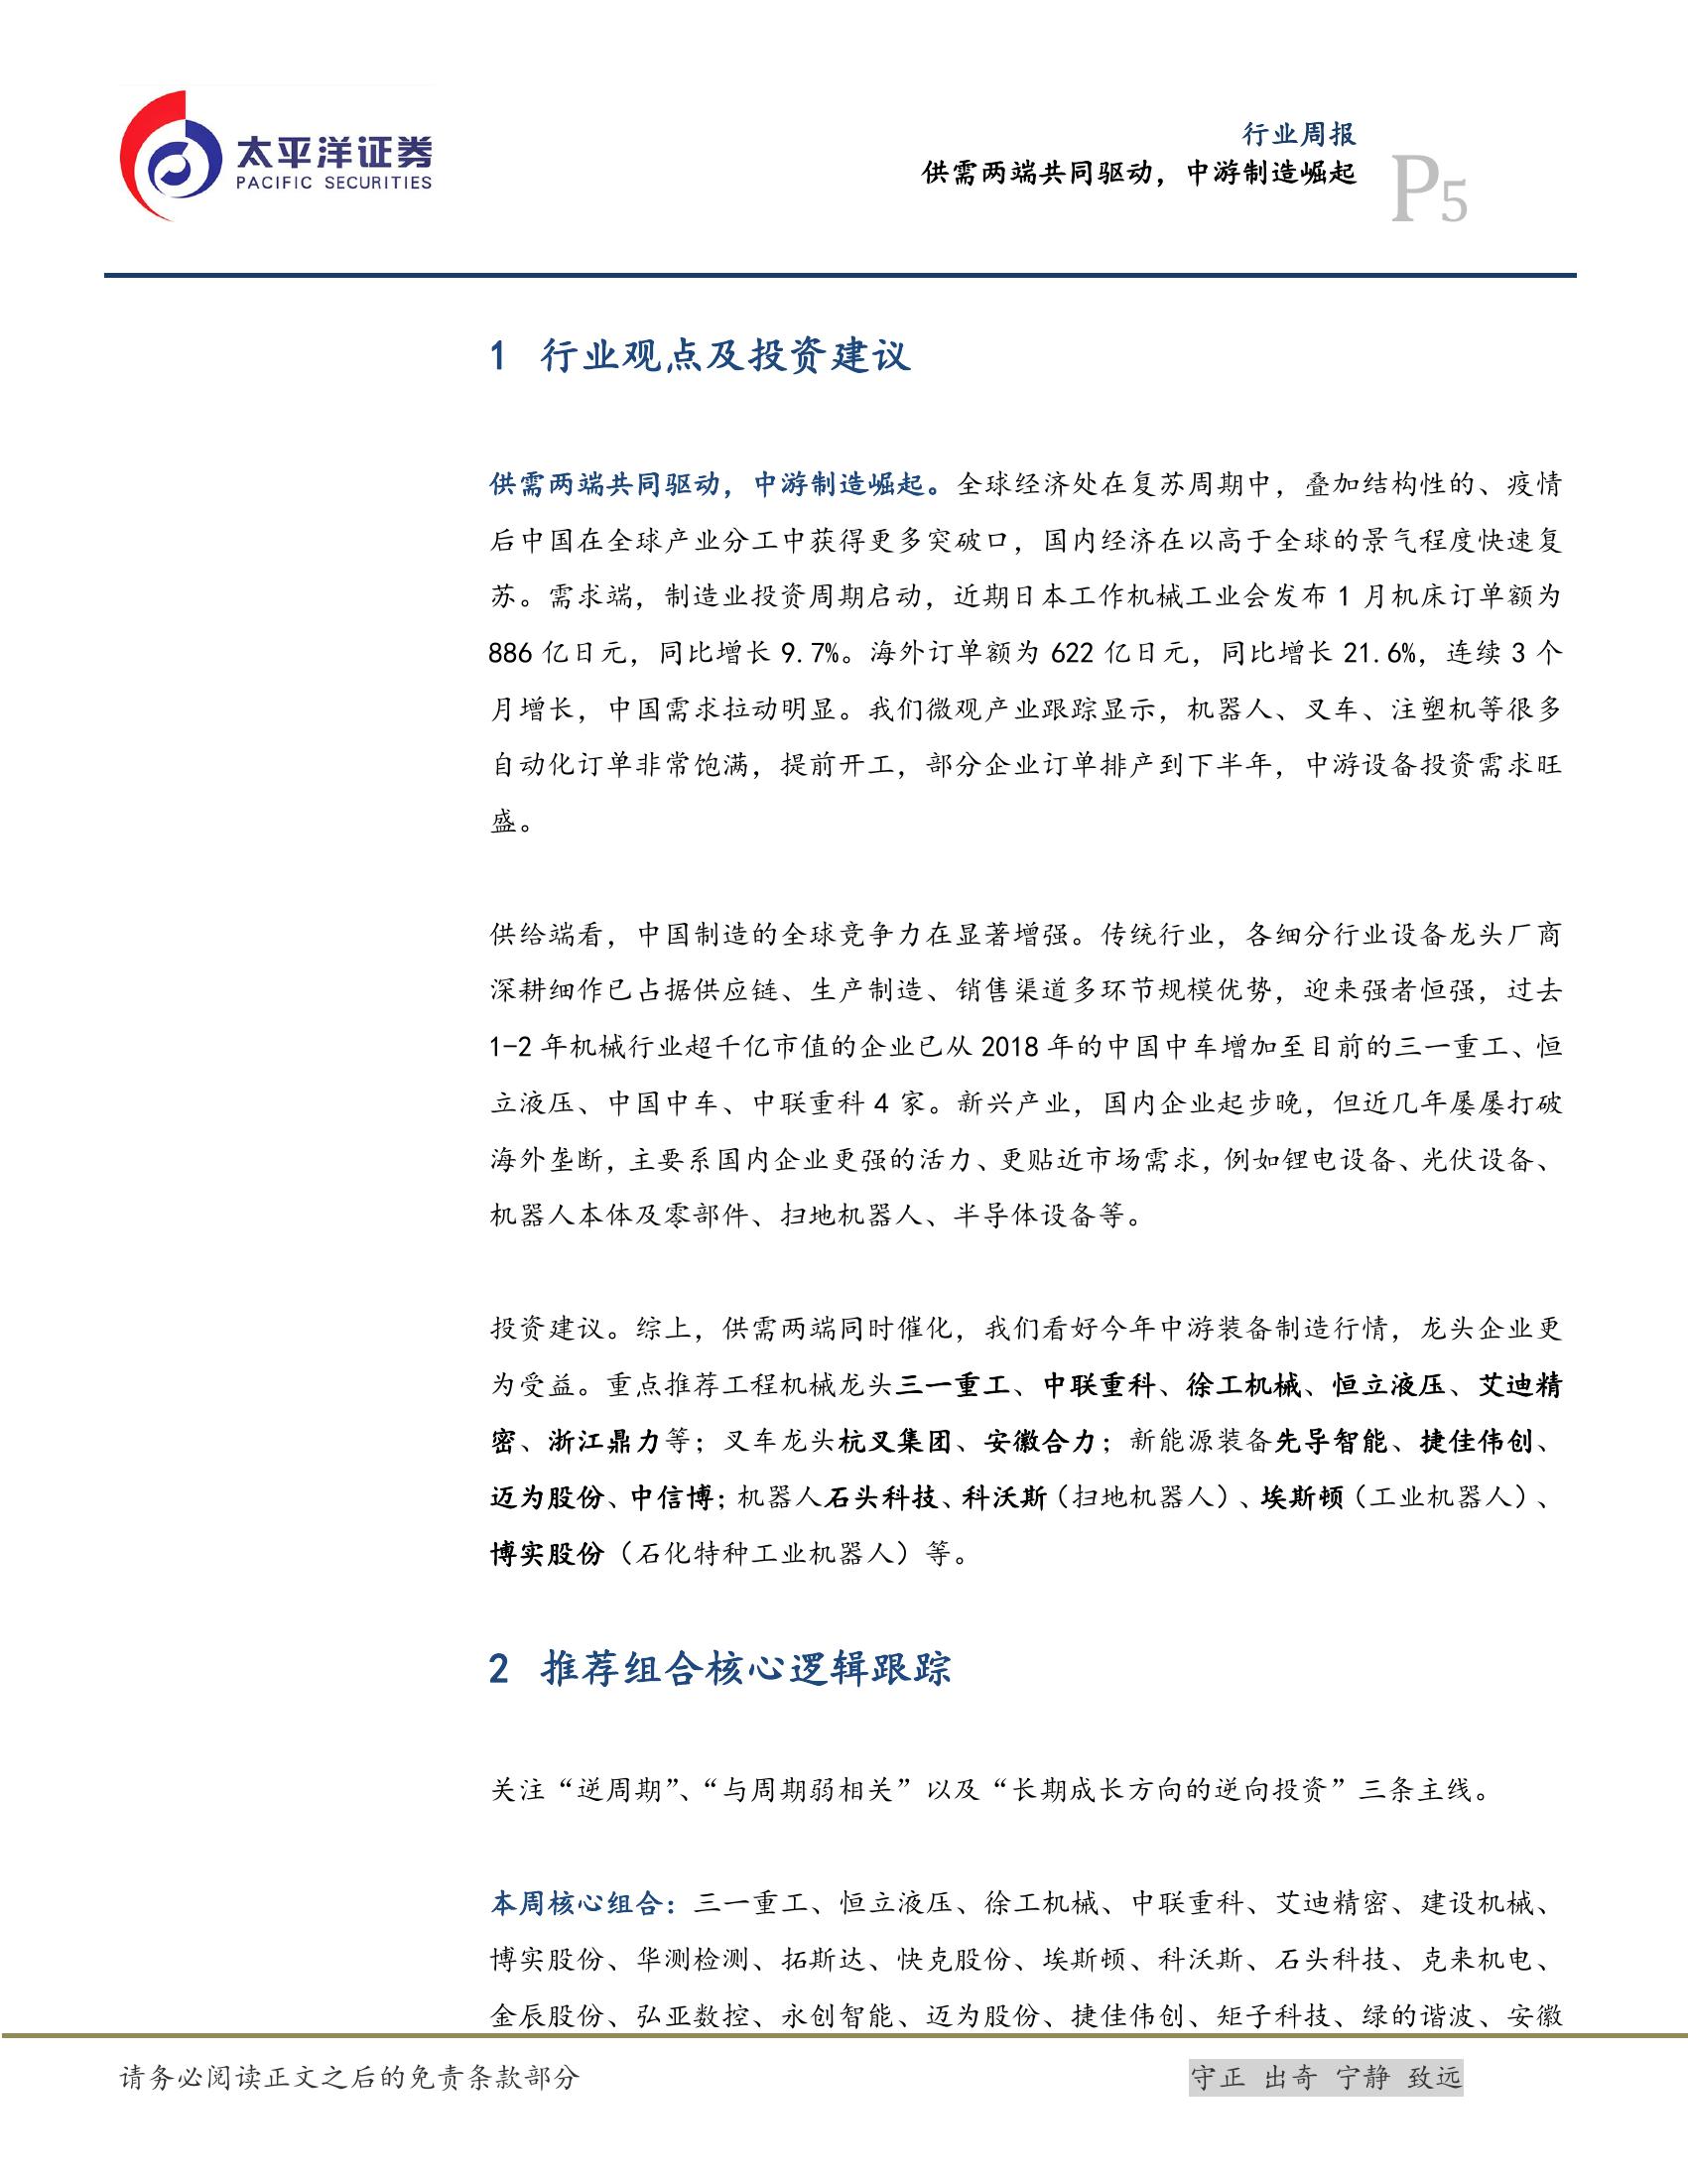 太平洋证券
PACIFIC SECURITIES
行业周报
供需两端共同驱动，中游制造崛起
P5
1 行业观点及投资建议
供需两端共同驱动，中游制造崛起。全球经济处在复苏周期中，叠加结构性的、疫情
后中国在全球产业分工中获得更多突破口，国内经济在以高于全球的景气程度快速复
苏。需求端，制造业投资周期启动，近期日本工作机械工业会发布 1 月机床订单额为
886 亿日元，同比增长 9.7%。海外订单额为 622 亿日元，同比增长 21.6%，连续 3 个
月增长，中国需求拉动明显。我们微观产业跟踪显示，机器人、叉车、注塑机等很多
自动化订单非常饱满，提前开工，部分企业订单排产到下半年，中游设备投资需求旺
盛。
供给端看，中国制造的全球竞争力在显著增强。传统行业，各细分行业设备龙头厂商
深耕细作已占据供应链、生产制造、销售渠道多环节规模优势，迎来强者恒强，过去
1-2 年机械行业超千亿市值的企业已从 2018 年的中国中车增加至目前的三一重工、恒
立液压、中国中车、中联重科 4 家。新兴产业，国内企业起步晚，但近几年屡屡打破
海外垄断，主要系国内企业更强的活力、更贴近市场需求，例如锂电设备、光伏设备、
机器人本体及零部件、扫地机器人、半导体设备等。
投资建议。综上，供需两端同时催化，我们看好今年中游装备制造行情，龙头企业更
为受益。重点推荐工程机械龙头三一重工、中联重科、徐工机械、恒立液压、艾迪精
密、浙江鼎力等；叉车龙头杭叉集团、安徽合力；新能源装备先导智能、捷佳伟创、
迈为股份、中信博；机器人石头科技、科沃斯（扫地机器人）、埃斯顿（工业机器人）、
博实股份（石化特种工业机器人）等。
2 推荐组合核心逻辑跟踪
关注“逆周期”、“与周期弱相关”以及“长期成长方向的逆向投资”三条主线。
本周核心组合：三一重工、恒立液压、徐工机械、中联重科、艾迪精密、建设机械、
博实股份、华测检测、拓斯达、快克股份、埃斯顿、科沃斯、石头科技、克来机电、
金辰股份、弘亚数控、永创智能、迈为股份、捷佳伟创、矩子科技、绿的谐波、安徽
请务必阅读正文之后的免责条款部分
守正 出奇 宁静 致远